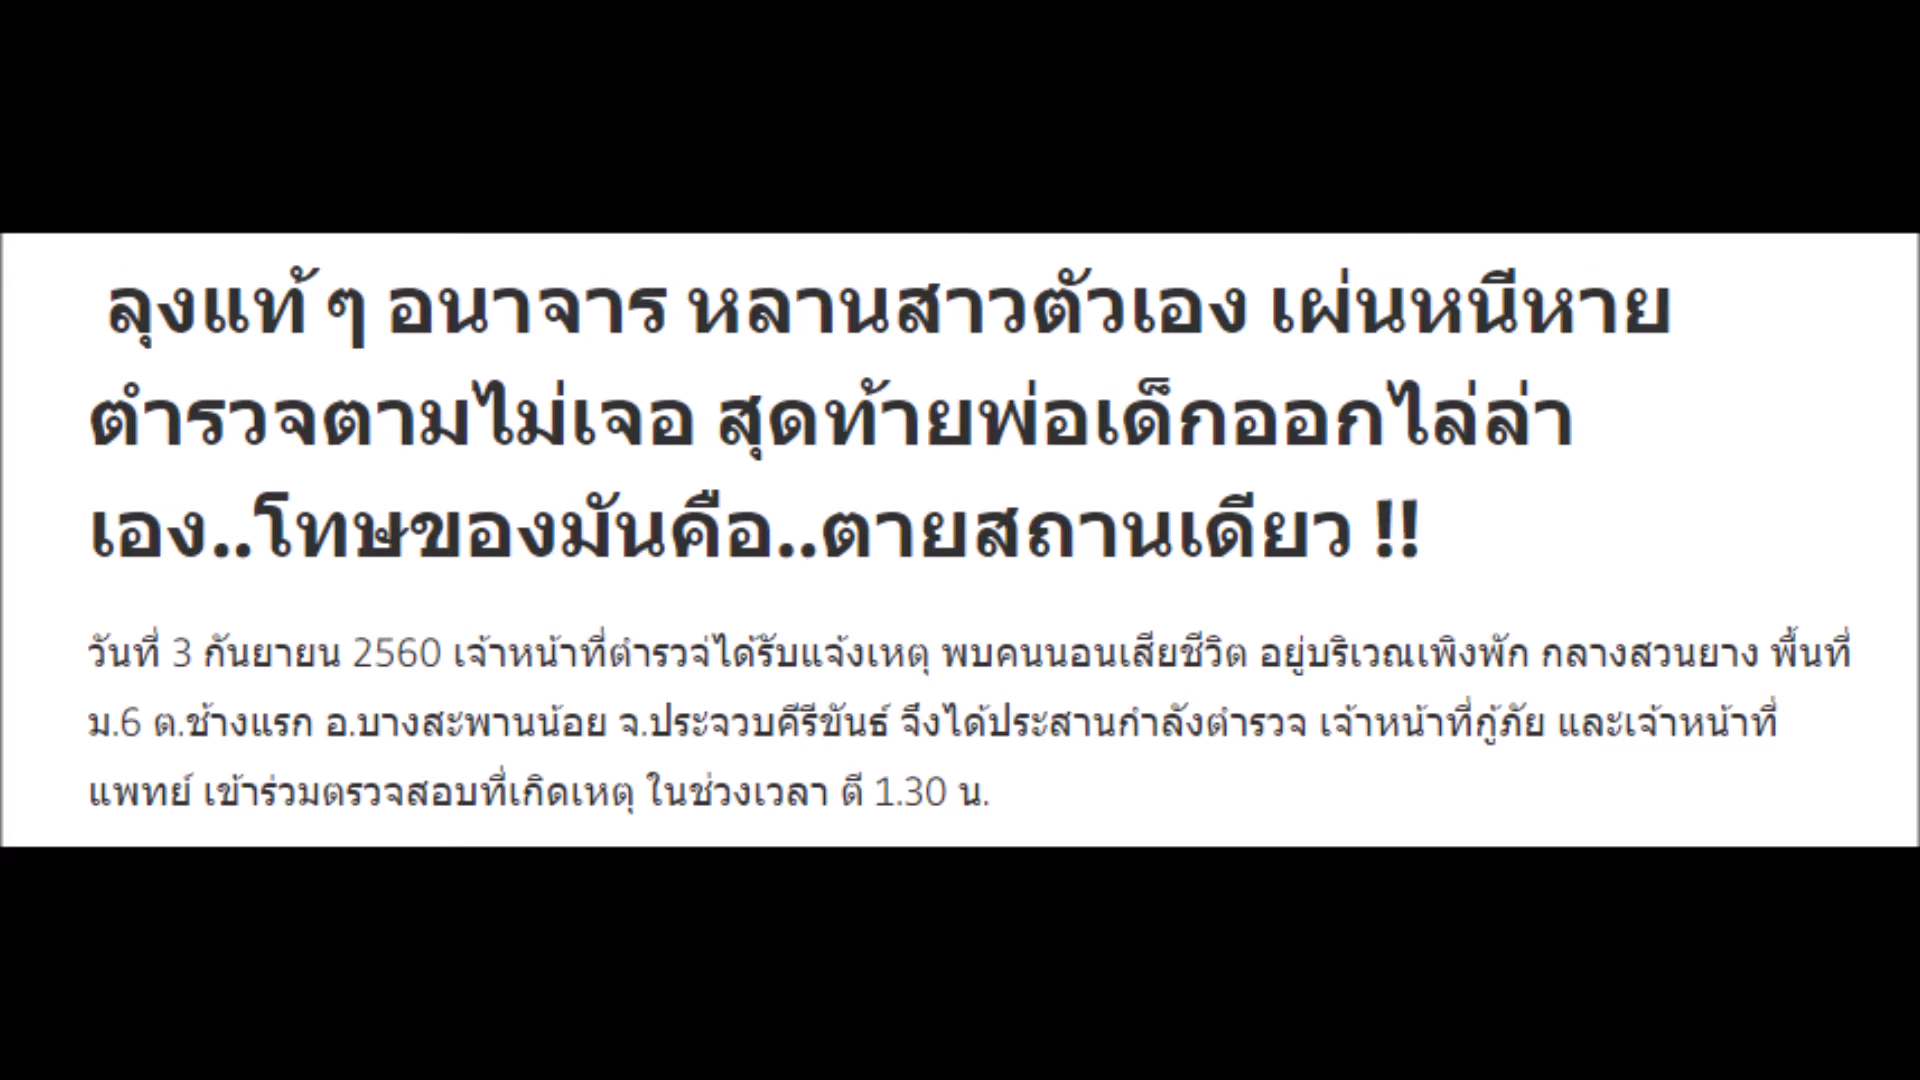 ลุงแท้ ๆ อนาจาร หลานสาวตัวเอง เผ่นหนีหาย
ตำรวจตามไม่เจอ สุดท้ายพ่อเด็กออกไล่ล่า
เอง..โทษของมันคือ..ตายสถานเดียว !!
วันที่ 3 กันยายน 2560 เจ้าหน้าที่ตำรวจ่ได้รับแจ้งเหตุ พบคนนอนเสียชีวิต อยู่บริเวณเพิงพัก กลางสวนยาง พื้นที่
ม.6 ต.ช้างแรก อ.บางสะพานน้อย จ.ประจวบคีรีขันธ์ จึงได้ประสานกำลังตำรวจ เจ้าหน้าที่กู้ภัย และเจ้าหน้าที่
แพทย์ เข้าร่วมตรวจสอบที่เกิดเหตุ ในช่วงเวลา ตี 1.30 น.